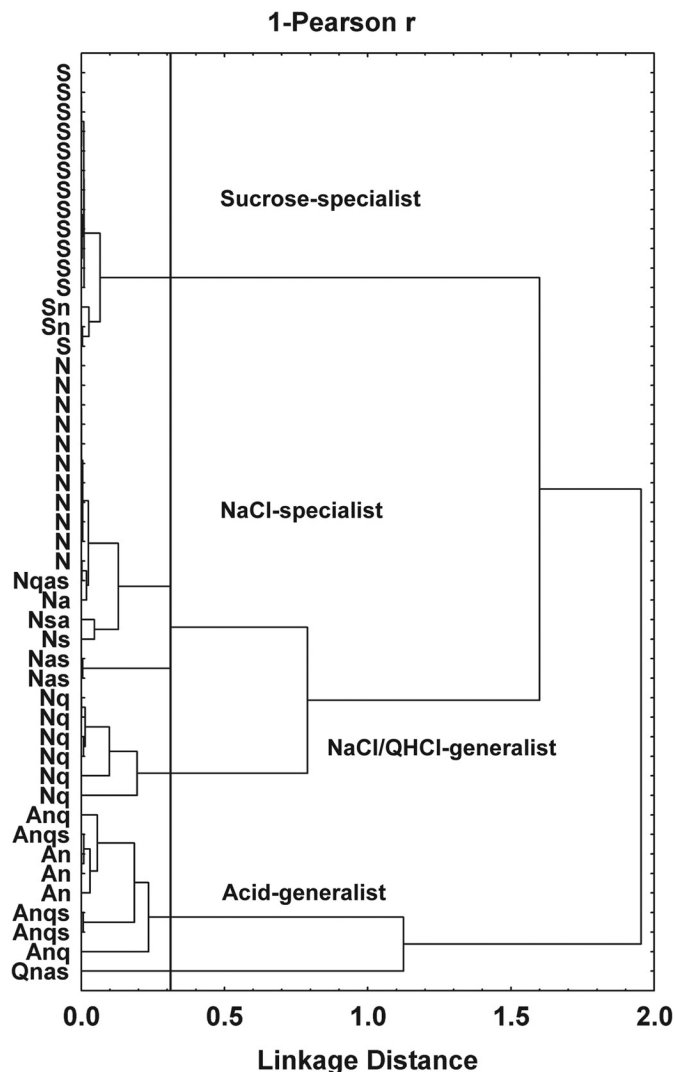 1-Pearson r
S
S
S
S
S
S
S
S
S
S
S
S
Sn
Sn
S
N
N
N
N
N
N
N
N
N
N
N
Nqas
Na
Nsa
Ns
Nas
Nas
Nq
Nq
Nq
Nq
Nq
Nq
Anq
Anqs
An
An
An
Anqs
Anqs
Anq
Qnas
Sucrose-specialist
NaCl-specialist
NaCl/QHCl-generalist
Acid-generalist
0.0 0.5 1.0 1.5 2.0
Linkage Distance